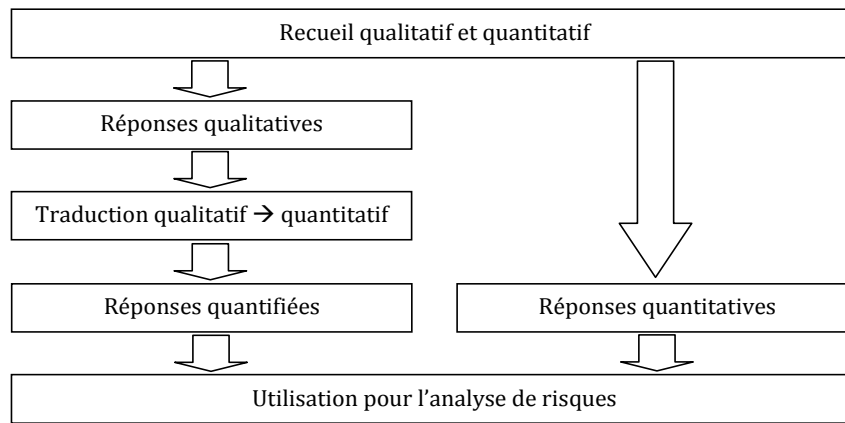 Recueil qualitatif et quantitatif
Réponses qualitatives
Traduction qualitatif → quantitatif
Réponses quantifiées
Réponses quantitatives
Utilisation pour l'analyse de risques